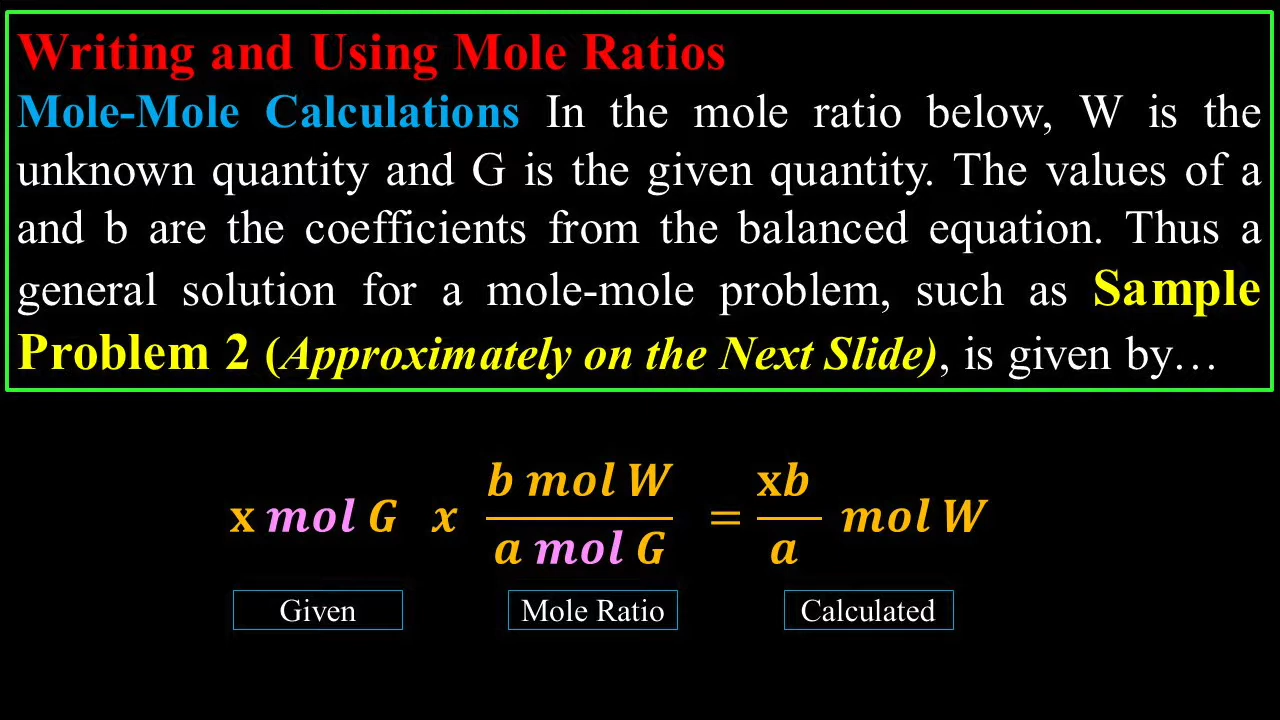 Writing and Using Mole Ratios
Mole-Mole Calculations In the mole ratio below, W is the
unknown quantity and G is the given quantity. The values of a
and b are the coefficients from the balanced equation. Thus a
general solution for a mole-mole problem, such as Sample
Problem 2 (Approximately on the Next Slide), is given by…
x mol G x b mol W / a mol G = xb / a mol W
Given Mole Ratio Calculated